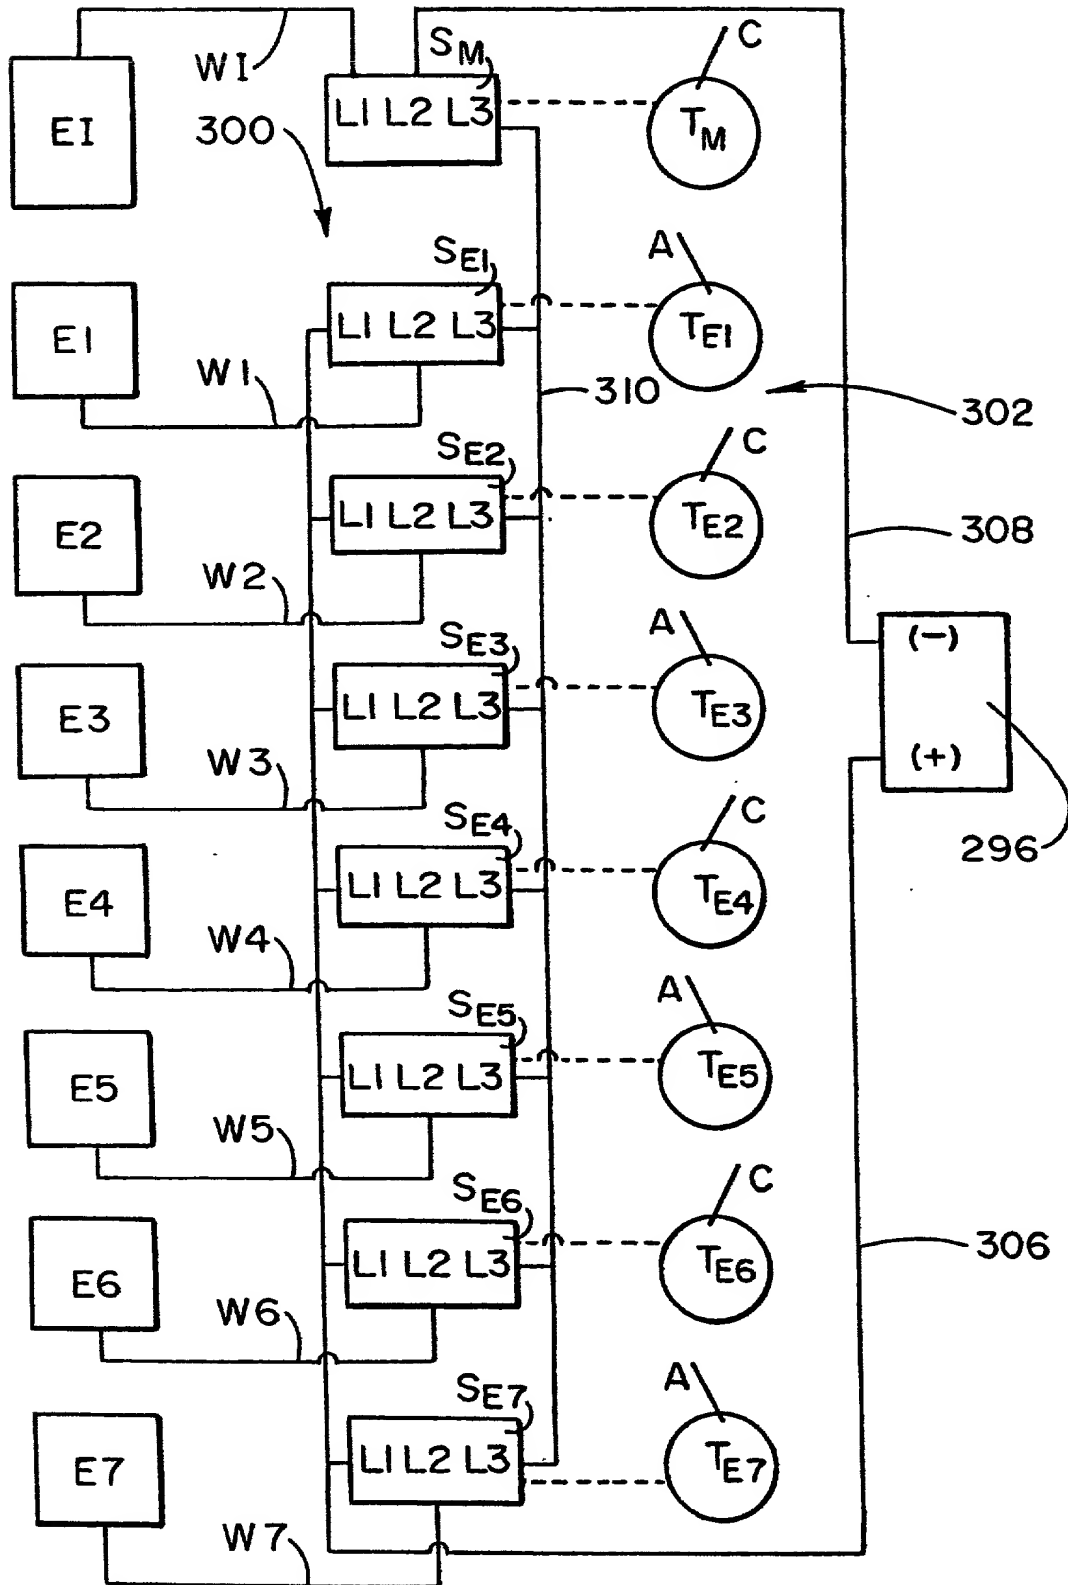 C
WI
SM
EI
L1 L2 L3
TM
300
A
SE1
E1
L1 L2 L3
TE1
W1
310
302
C
SE2
E2
L1 L2 L3
TE2
308
W2
A
SE3
(-)
E3
L1 L2 L3
TE3
W3
(+)
C
SE4
296
E4
L1 L2 L3
TE4
W4
A
SE5
E5
L1 L2 L3
TE5
W5
C
SE6
306
E6
L1 L2 L3
TE6
W6
A
SE7
E7
L1 L2 L3
TE7
W7